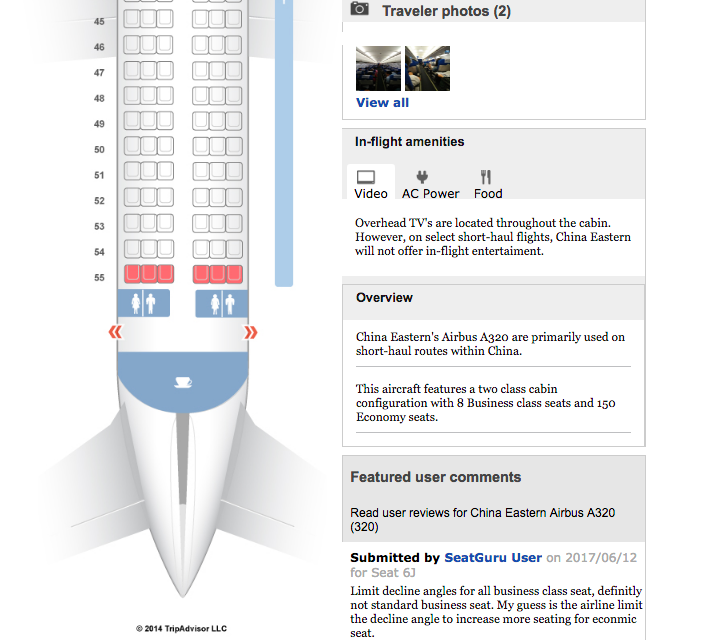 45
46
47
48
49
50
51
52
53
54
55
© 2014 TripAdvisor LLC
Traveler photos (2)
View all
In-flight amenities
Video AC Power Food
Overhead TV's are located throughout the cabin.
However, on select short-haul flights, China Eastern
will not offer in-flight entertaiment.
Overview
China Eastern's Airbus A320 are primarily used on
short-haul routes within China.
This aircraft features a two class cabin
configuration with 8 Business class seats and 150
Economy seats.
Featured user comments
Read user reviews for China Eastern Airbus A320
(320)
Submitted by SeatGuru User on 2017/06/12
for Seat 6J
Limit decline angles for all business class seat, definitly
not standard business seat. My guess is the airline limit
the decline angle to increase more seating for econmic
seat.